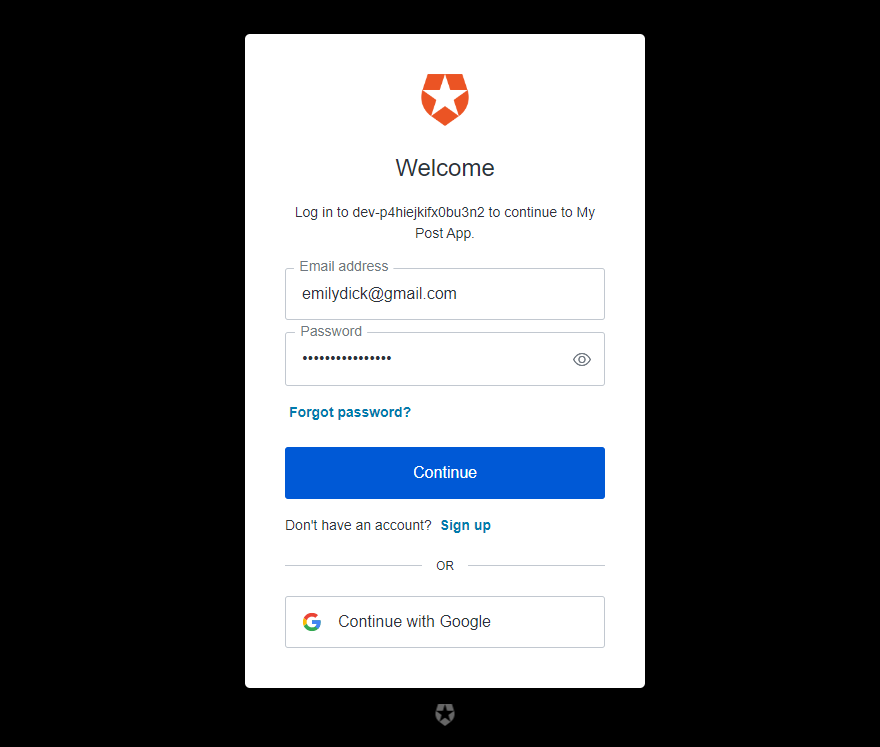 Welcome
Log in to dev-p4hiejkifx0bu3n2 to continue to My
Post App.
Email address
emilydick@gmail.com
Password
••••••••••••••••
Forgot password?
Continue
Don't have an account? Sign up
OR
Continue with Google